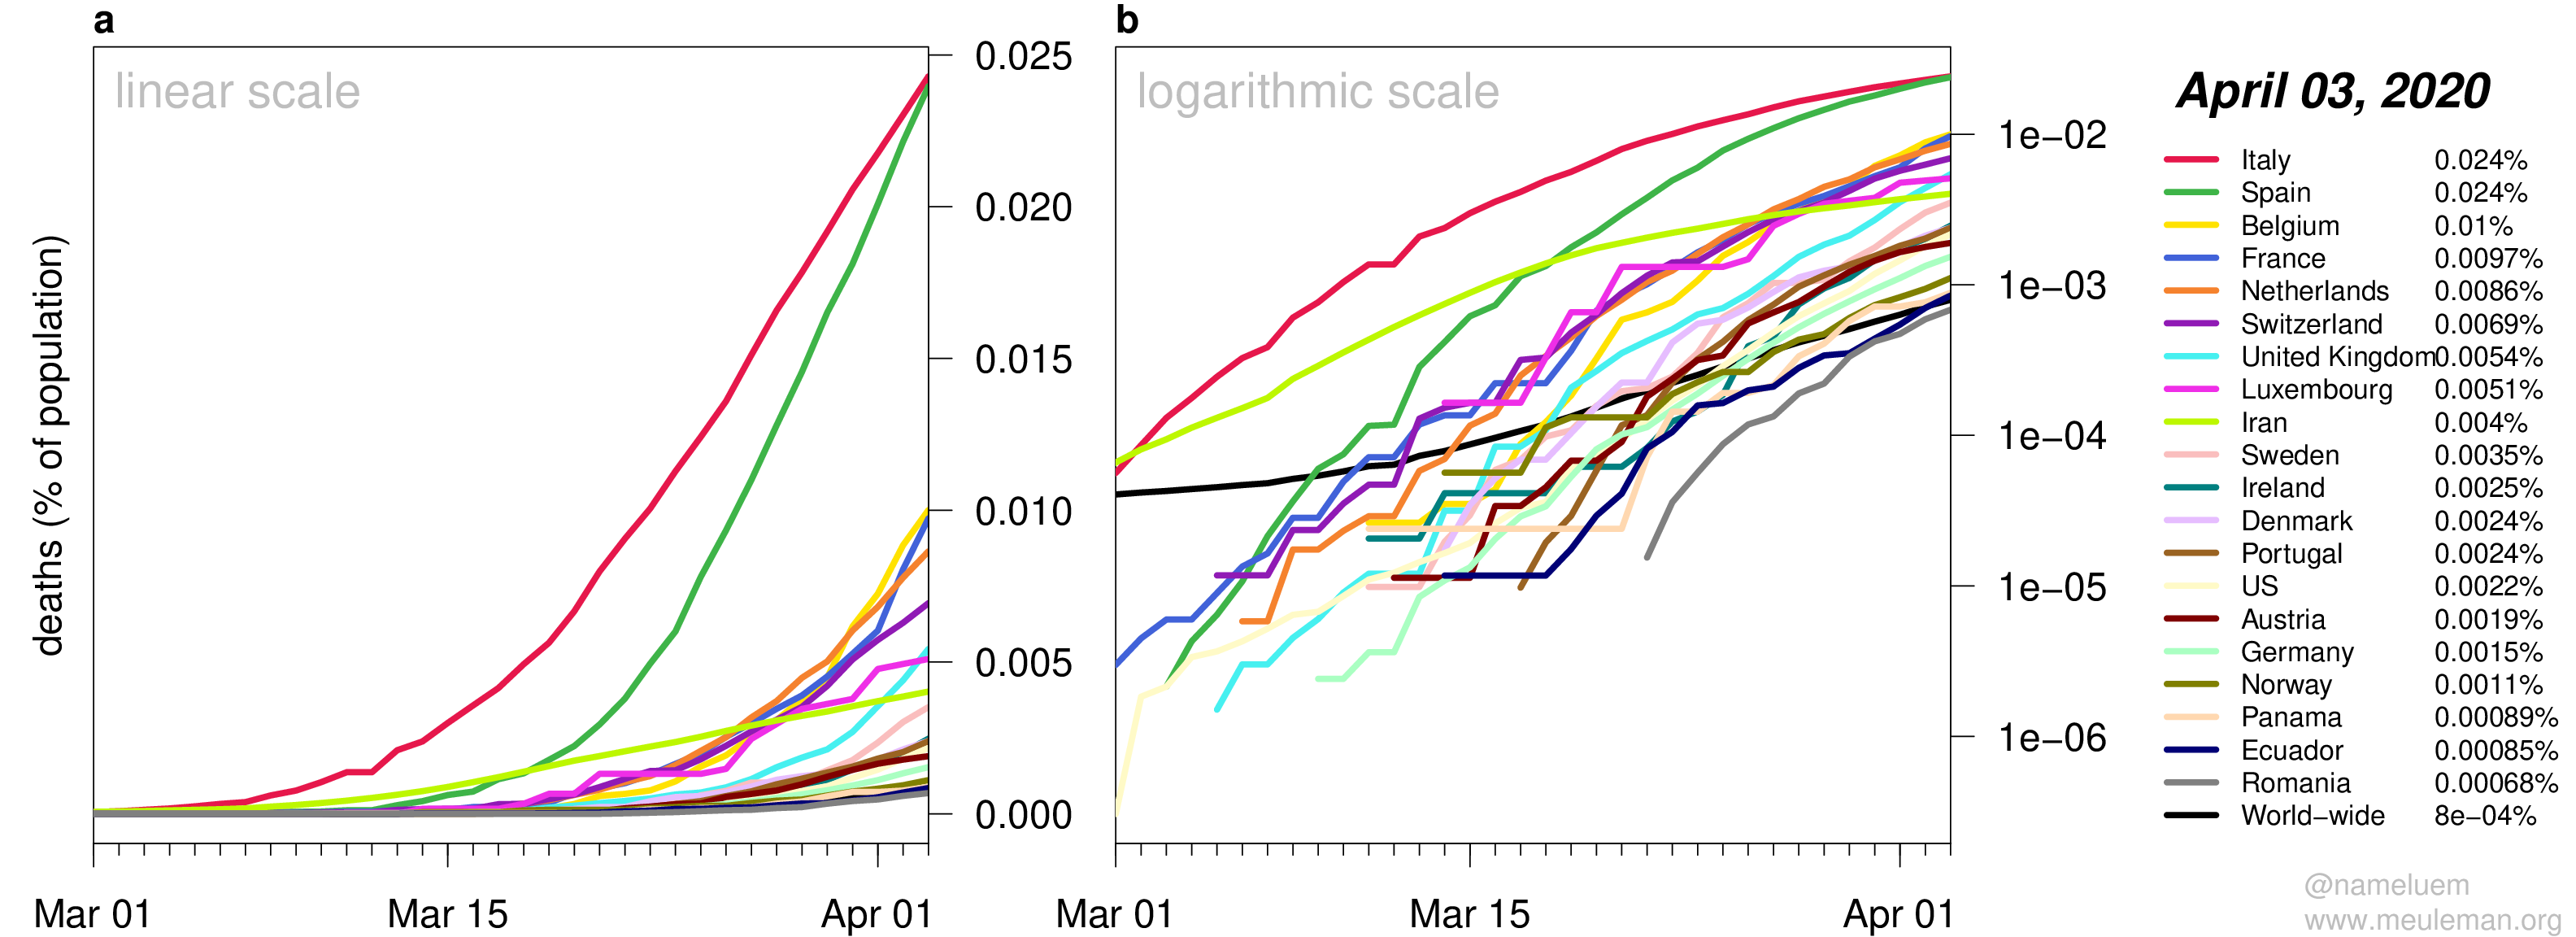 a
linear scale
deaths (% of population)
0.025
0.020
0.015
0.010
0.005
0.000
Mar 01
Mar 15
Apr 01
b
logarithmic scale
1e−02
1e−03
1e−04
1e−05
1e−06
Mar 01
Mar 15
Apr 01
April 03, 2020
Italy 0.024%
Spain 0.024%
Belgium 0.01%
France 0.0097%
Netherlands 0.0086%
Switzerland 0.0069%
United Kingdom 0.0054%
Luxembourg 0.0051%
Iran 0.004%
Sweden 0.0035%
Ireland 0.0025%
Denmark 0.0024%
Portugal 0.0024%
US 0.0022%
Austria 0.0019%
Germany 0.0015%
Norway 0.0011%
Panama 0.00089%
Ecuador 0.00085%
Romania 0.00068%
World−wide 8e−04%
@nameluem
www.meuleman.org